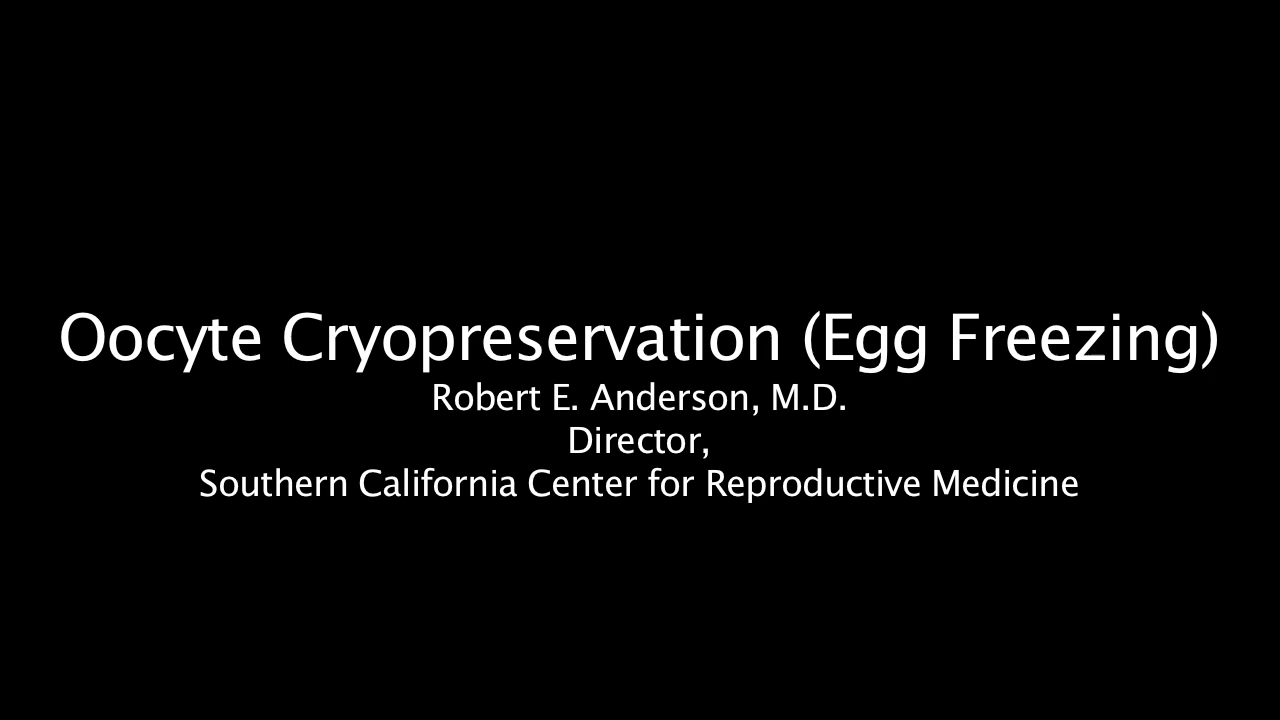 Oocyte Cryopreservation (Egg Freezing)
Robert E. Anderson, M.D.
Director,
Southern California Center for Reproductive Medicine